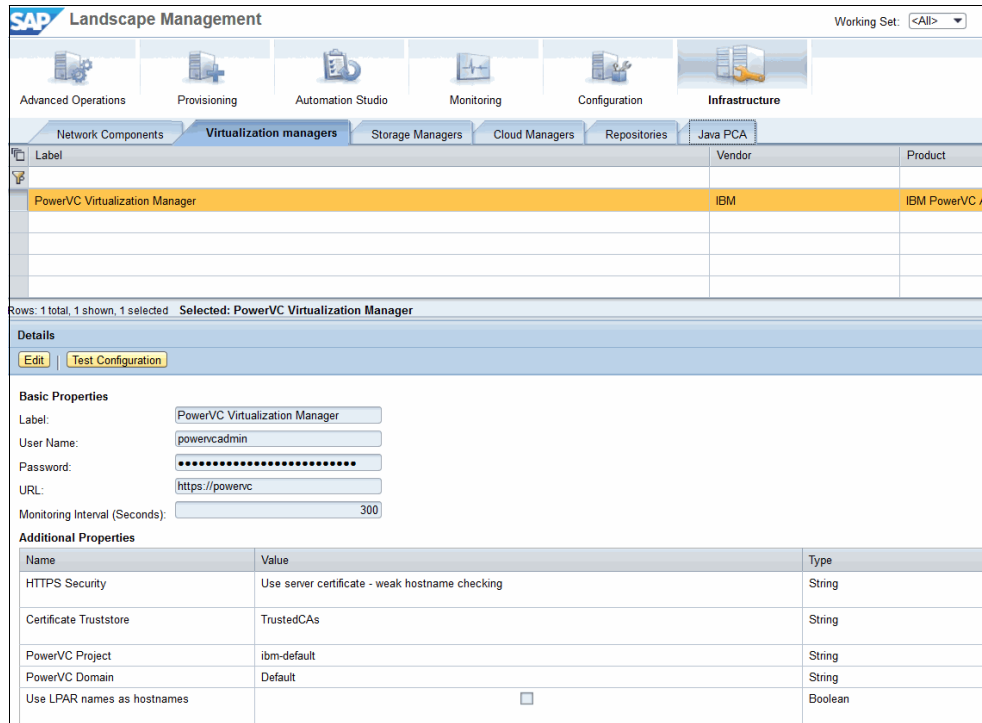 SAP Landscape Management
Working Set: <All>
Advanced Operations Provisioning Automation Studio Monitoring Configuration Infrastructure
Network Components Virtualization managers Storage Managers Cloud Managers Repositories Java PCA
Label Vendor Product
PowerVC Virtualization Manager IBM IBM PowerVC A
Rows: 1 total, 1 shown, 1 selected Selected: PowerVC Virtualization Manager
Details
Edit | Test Configuration
Basic Properties
Label: PowerVC Virtualization Manager
User Name: powervcadmin
Password: ••••••••••••••••••••••••••
URL: https://powervc
Monitoring Interval (Seconds): 300
Additional Properties
Name Value Type
HTTPS Security Use server certificate - weak hostname checking String
Certificate Truststore TrustedCAs String
PowerVC Project ibm-default String
PowerVC Domain Default String
Use LPAR names as hostnames Boolean